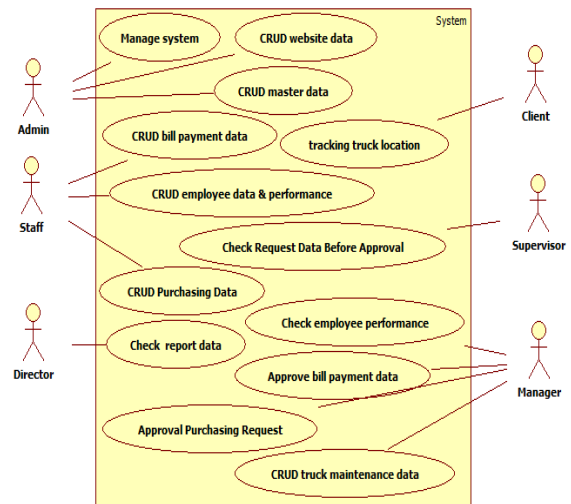 System
Manage system
CRUD website data
CRUD master data
Admin
Client
CRUD bill payment data
tracking truck location
CRUD employee data & performance
Staff
Supervisor
Check Request Data Before Approval
CRUD Purchasing Data
Check employee performance
Check report data
Director
Approve bill payment data
Manager
Approval Purchasing Request
CRUD truck maintenance data